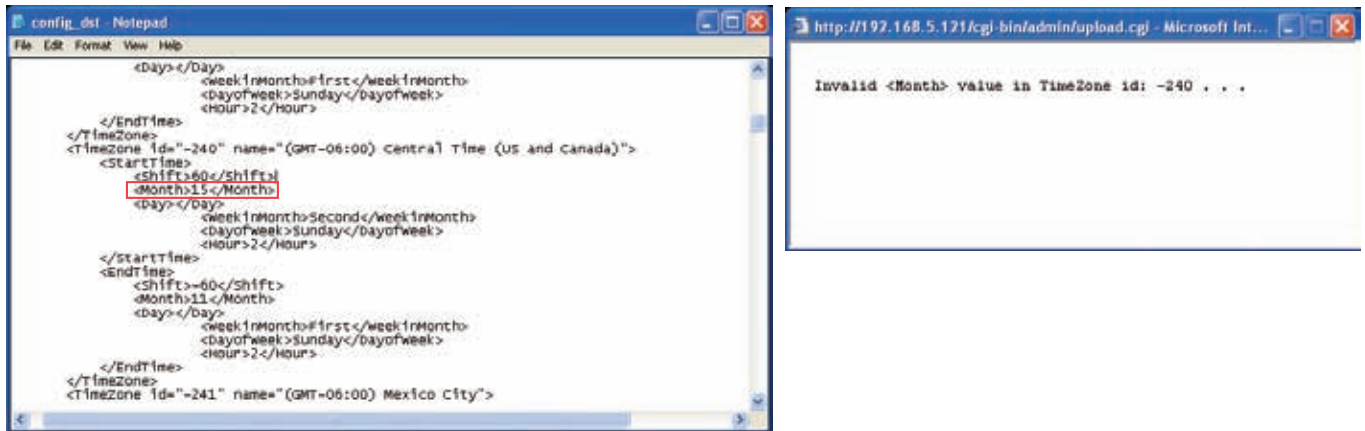 config_dst - Notepad
File Edit Format View Help
<Day></Day>
<WeekInMonth>First</WeekInMonth>
<DayofWeek>Sunday</DayofWeek>
<Hour>2</Hour>
</EndTime>
</TimeZone>
<TimeZone id="-240" name="(GMT-06:00) Central Time (US and Canada)">
<StartTime>
<Shift>60</Shift>
<Month>15</Month>
<Day></Day>
<WeekInMonth>Second</WeekInMonth>
<DayofWeek>Sunday</DayofWeek>
<Hour>2</Hour>
</StartTime>
<EndTime>
<Shift>-60</Shift>
<Month>11</Month>
<Day></Day>
<WeekInMonth>First</WeekInMonth>
<DayofWeek>Sunday</DayofWeek>
<Hour>2</Hour>
</EndTime>
</TimeZone>
<TimeZone id="-241" name="(GMT-06:00) Mexico City">
http://192.168.5.121/cgi-bin/admin/upload.cgi - Microsoft Int...
Invalid <Month> value in TimeZone id: -240 . . .